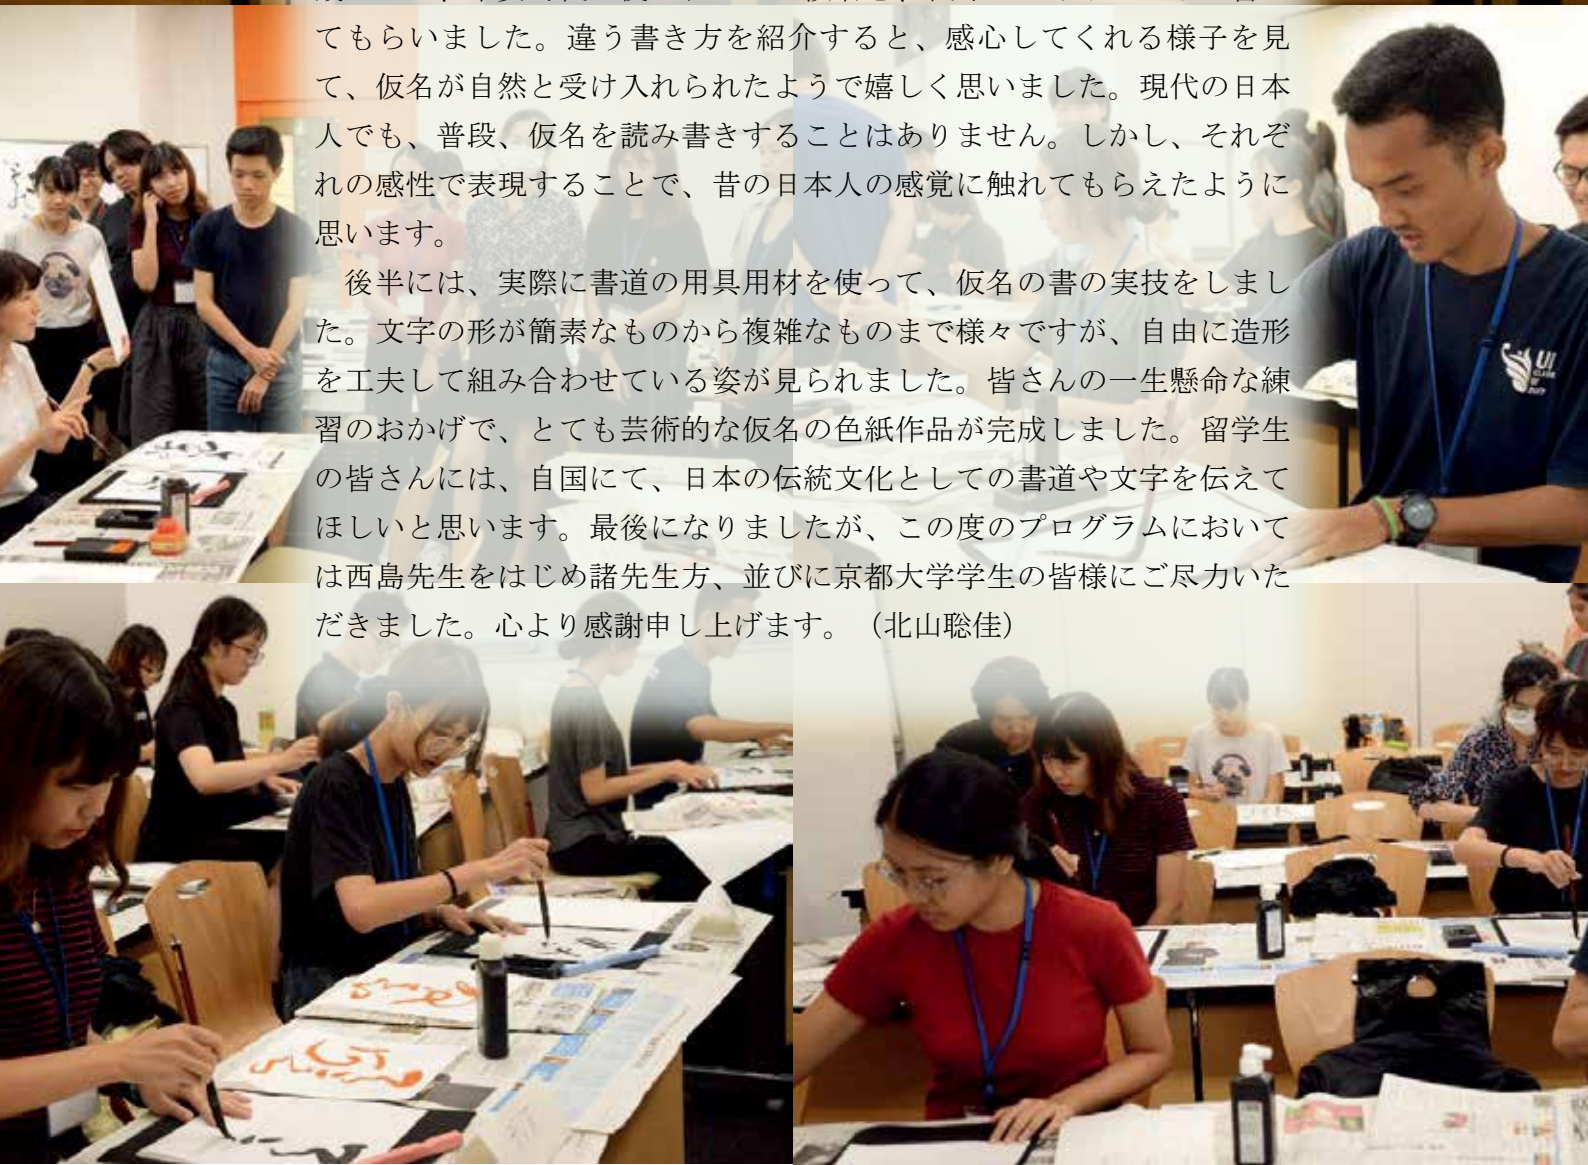 てもらいました。違う書き方を紹介すると、感心してくれる様子を見
て、仮名が自然と受け入れられたようで嬉しく思いました。現代の日本
人でも、普段、仮名を読み書きすることはありません。しかし、それぞ
れの感性で表現することで、昔の日本人の感覚に触れてもらえたように
思います。
後半には、実際に書道の用具用材を使って、仮名の書の実技をしまし
た。文字の形が簡素なものから複雑なものまで様々ですが、自由に造形
を工夫して組み合わせている姿が見られました。皆さんの一生懸命な練
習のおかげで、とても芸術的な仮名の色紙作品が完成しました。留学生
の皆さんには、自国にて、日本の伝統文化としての書道や文字を伝えて
ほしいと思います。最後になりましたが、この度のプログラムにおいて
は西島先生をはじめ諸先生方、並びに京都大学学生の皆様にご尽力いた
だきました。心より感謝申し上げます。（北山聡佳）
UI